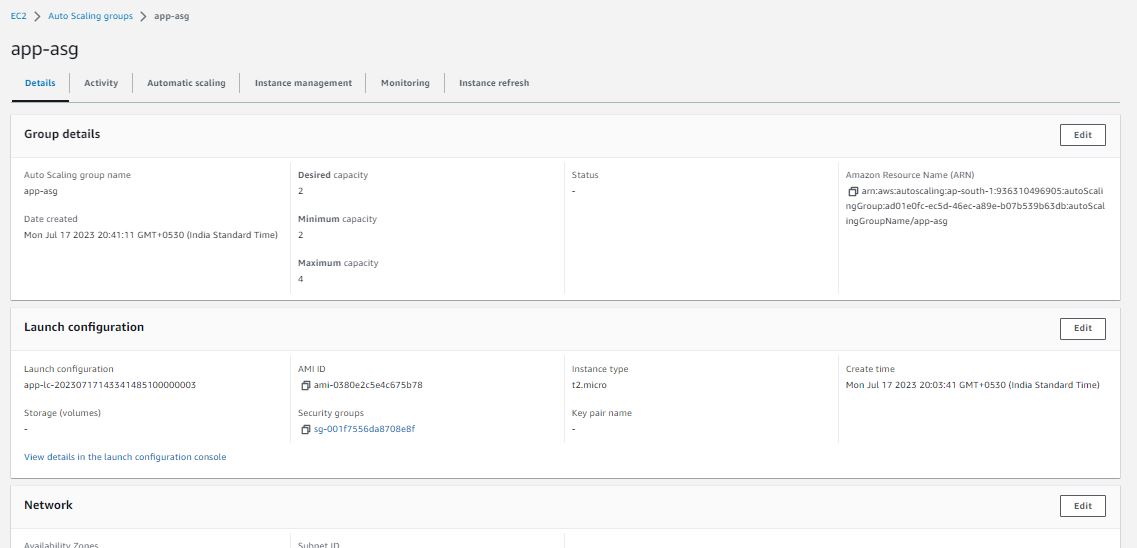 EC2 > Auto Scaling groups > app-asg
app-asg
Details
Activity
Automatic scaling
Instance management
Monitoring
Instance refresh
Group details
Edit
Auto Scaling group name
app-asg
Date created
Mon Jul 17 2023 20:41:11 GMT+0530 (India Standard Time)
Desired capacity
2
Minimum capacity
2
Maximum capacity
4
Status
-
Amazon Resource Name (ARN)
arn:aws:autoscaling:ap-south-1:936310496905:autoScali
ngGroup:ad01e0fc-ec5d-46ec-a89e-b07b539b63db:autoScal
ingGroupName/app-asg
Launch configuration
Edit
Launch configuration
app-lc-20230717143341485100000003
Storage (volumes)
-
View details in the launch configuration console
AMI ID
ami-0380e2c5e4c675b78
Security groups
sg-001f7556da8708e8f
Instance type
t2.micro
Key pair name
-
Create time
Mon Jul 17 2023 20:03:41 GMT+0530 (India Standard Time)
Network
Edit
Availability Zones
Subnet ID